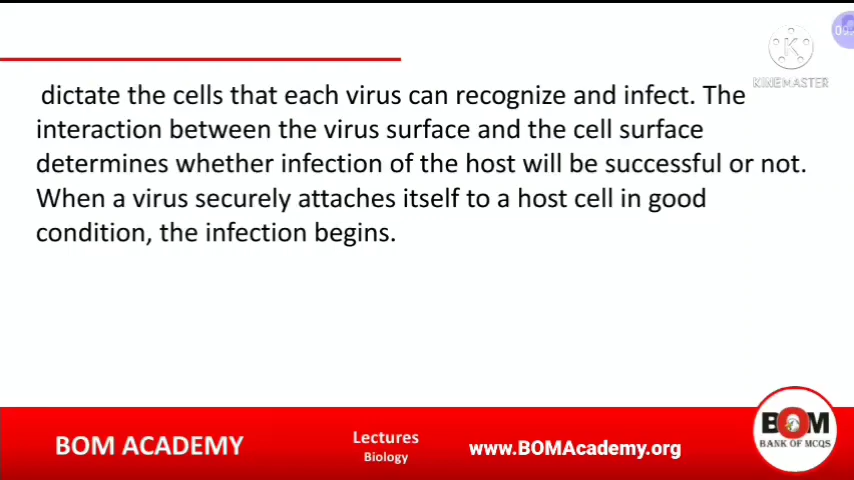 dictate the cells that each virus can recognize and infect. The
interaction between the virus surface and the cell surface
determines whether infection of the host will be successful or not.
When a virus securely attaches itself to a host cell in good
condition, the infection begins.
K
KINEMASTER
BOM ACADEMY
Lectures
Biology
www.BOMAcademy.org
BOM
BANK OF MCQS